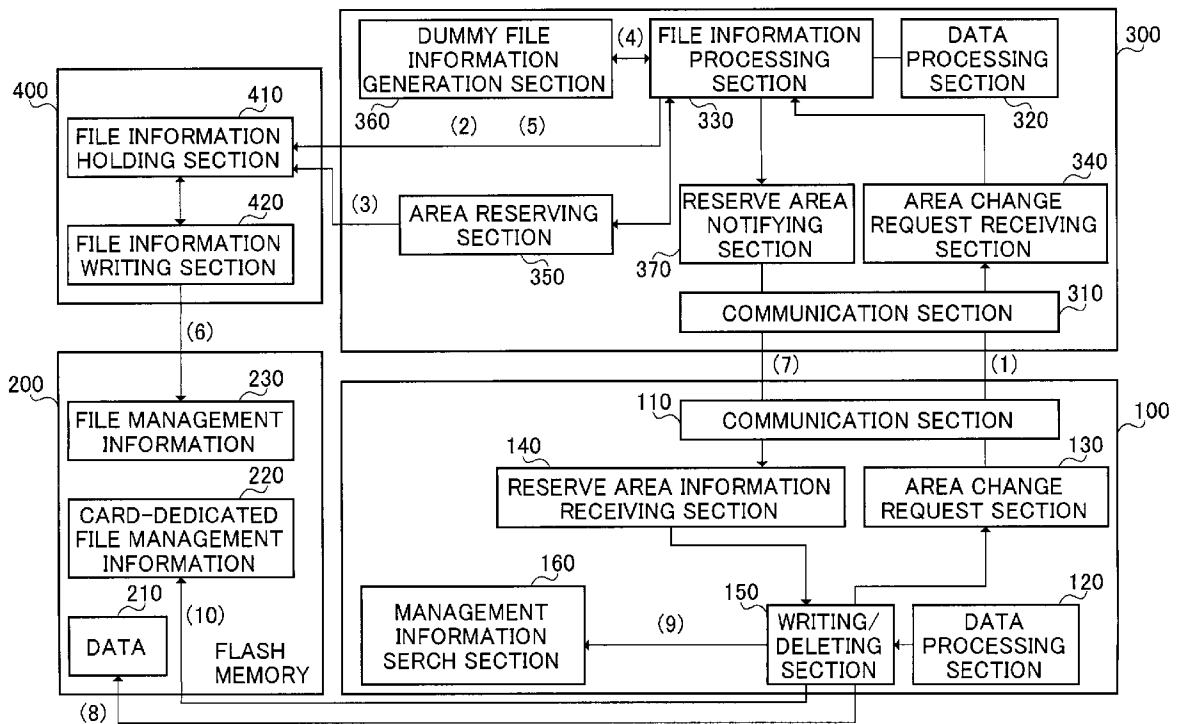 300
DUMMY FILE
INFORMATION
GENERATION SECTION
360
(4)
FILE INFORMATION
PROCESSING
SECTION
330
DATA
PROCESSING
SECTION
320
400
410
FILE INFORMATION
HOLDING SECTION
(2) (5)
420
FILE INFORMATION
WRITING SECTION
(3)
AREA RESERVING
SECTION
350
RESERVE AREA
NOTIFYING
SECTION
370
340
AREA CHANGE
REQUEST RECEIVING
SECTION
310
COMMUNICATION SECTION
(6)
(7)
(1)
200
230
FILE MANAGEMENT
INFORMATION
220
CARD-DEDICATED
FILE MANAGEMENT
INFORMATION
210
DATA
(10)
FLASH
MEMORY
(8)
100
110
COMMUNICATION SECTION
140
RESERVE AREA INFORMATION
RECEIVING SECTION
130
AREA CHANGE
REQUEST SECTION
160
MANAGEMENT
INFORMATION
SERCH SECTION
(9)
150
WRITING/
DELETING
SECTION
120
DATA
PROCESSING
SECTION